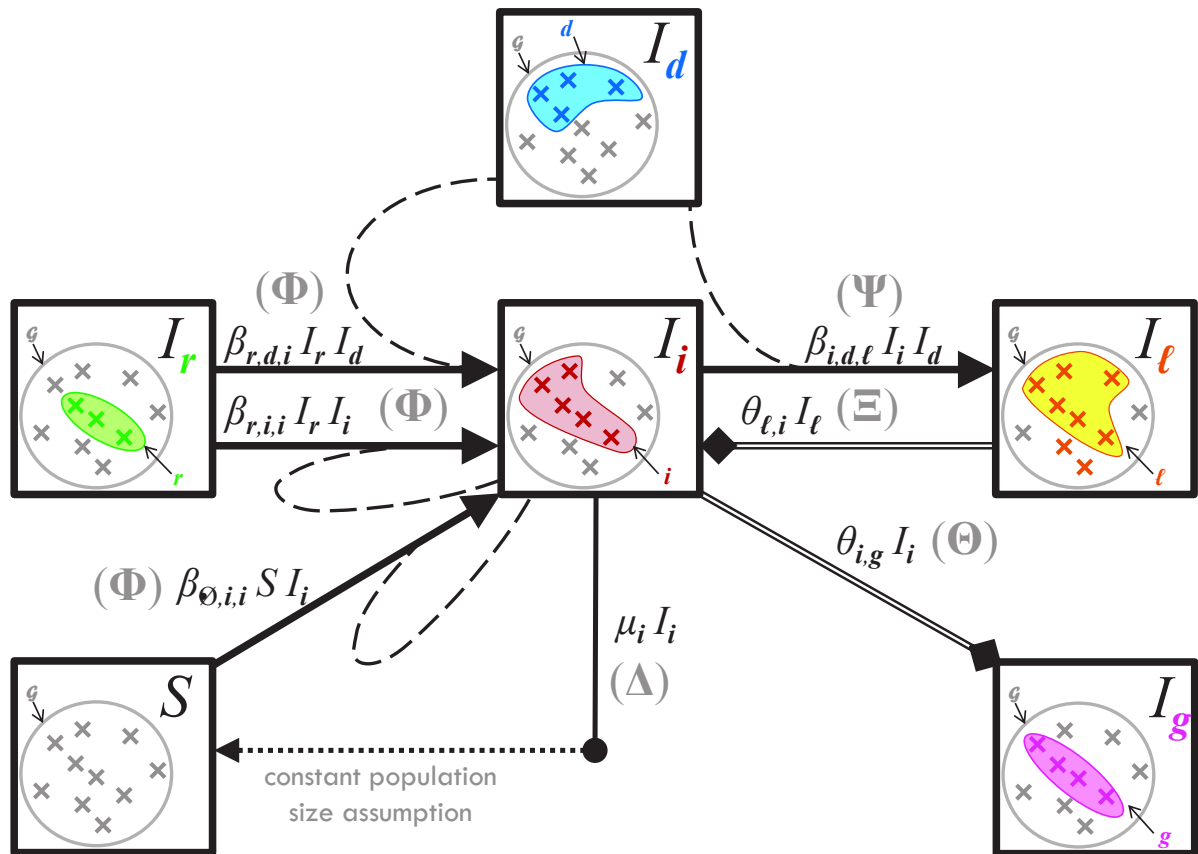 𝒢 d I_d
(Φ) (Ψ)
𝒢 I_r β_{r,d,i} I_r I_d 𝒢 I_i β_{i,d,ℓ} I_i I_d 𝒢 I_ℓ
β_{r,i,i} I_r I_i (Φ) θ_{ℓ,i} I_ℓ (Ξ)
r i ℓ
θ_{i,g} I_i (Θ)
(Φ) β_{∅,i,i} S I_i
μ_i I_i
(Δ)
𝒢 S 𝒢 I_g
constant population
size assumption
g